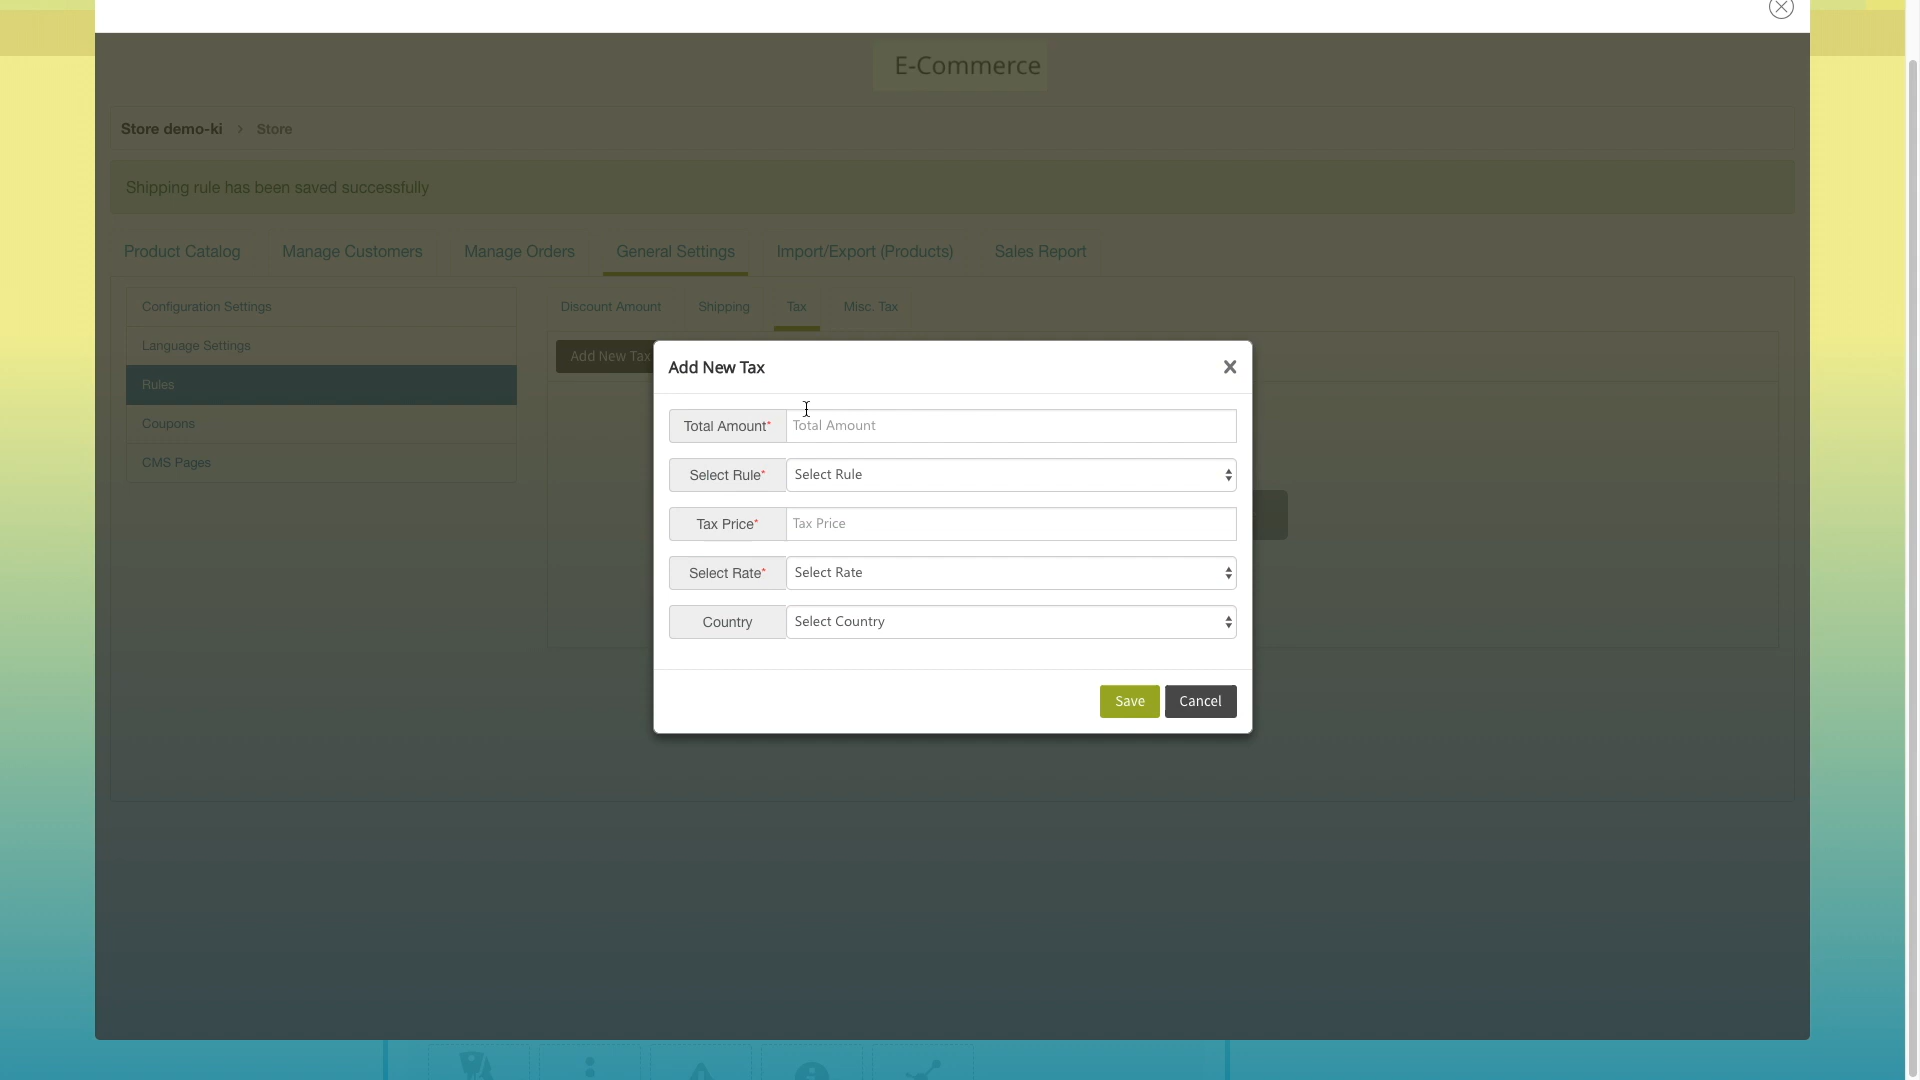 E-Commerce
Store demo-ki > Store
Shipping rule has been saved successfully
Product Catalog Manage Customers Manage Orders General Settings Import/Export (Products) Sales Report
Configuration Settings
Language Settings
Rules
Coupons
CMS Pages
Discount Amount Shipping Tax Misc. Tax
Add New Tax
Add New Tax
Total Amount* Total Amount
Select Rule* Select Rule
Tax Price* Tax Price
Select Rate* Select Rate
Country Select Country
Save Cancel